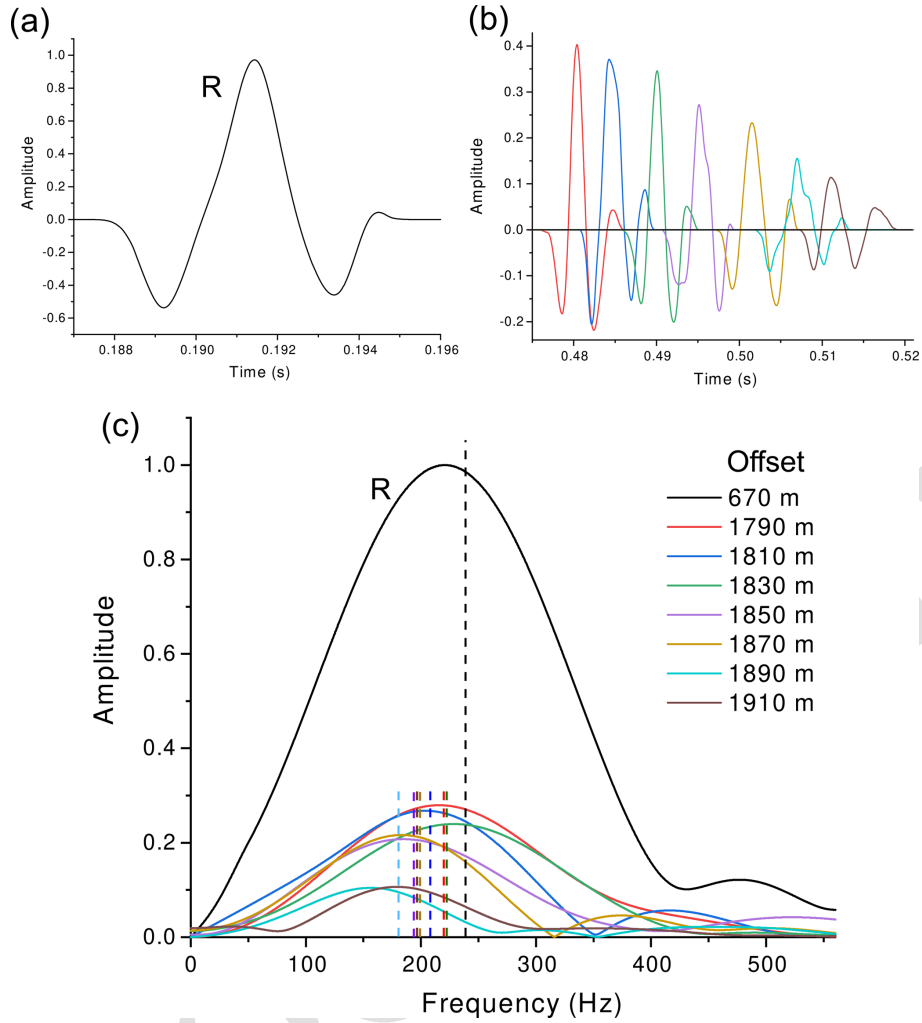 (a)
1.0
0.8
0.6
0.4
0.2
0.0
-0.2
-0.4
-0.6
Amplitude
R
0.188 0.190 0.192 0.194 0.196
Time (s)
(b)
0.4
0.3
0.2
0.1
0.0
-0.1
-0.2
Amplitude
0.48 0.49 0.50 0.51 0.52
Time (s)
(c)
1.0
0.8
0.6
0.4
0.2
0.0
Amplitude
R
Offset
670 m
1790 m
1810 m
1830 m
1850 m
1870 m
1890 m
1910 m
0 100 200 300 400 500
Frequency (Hz)